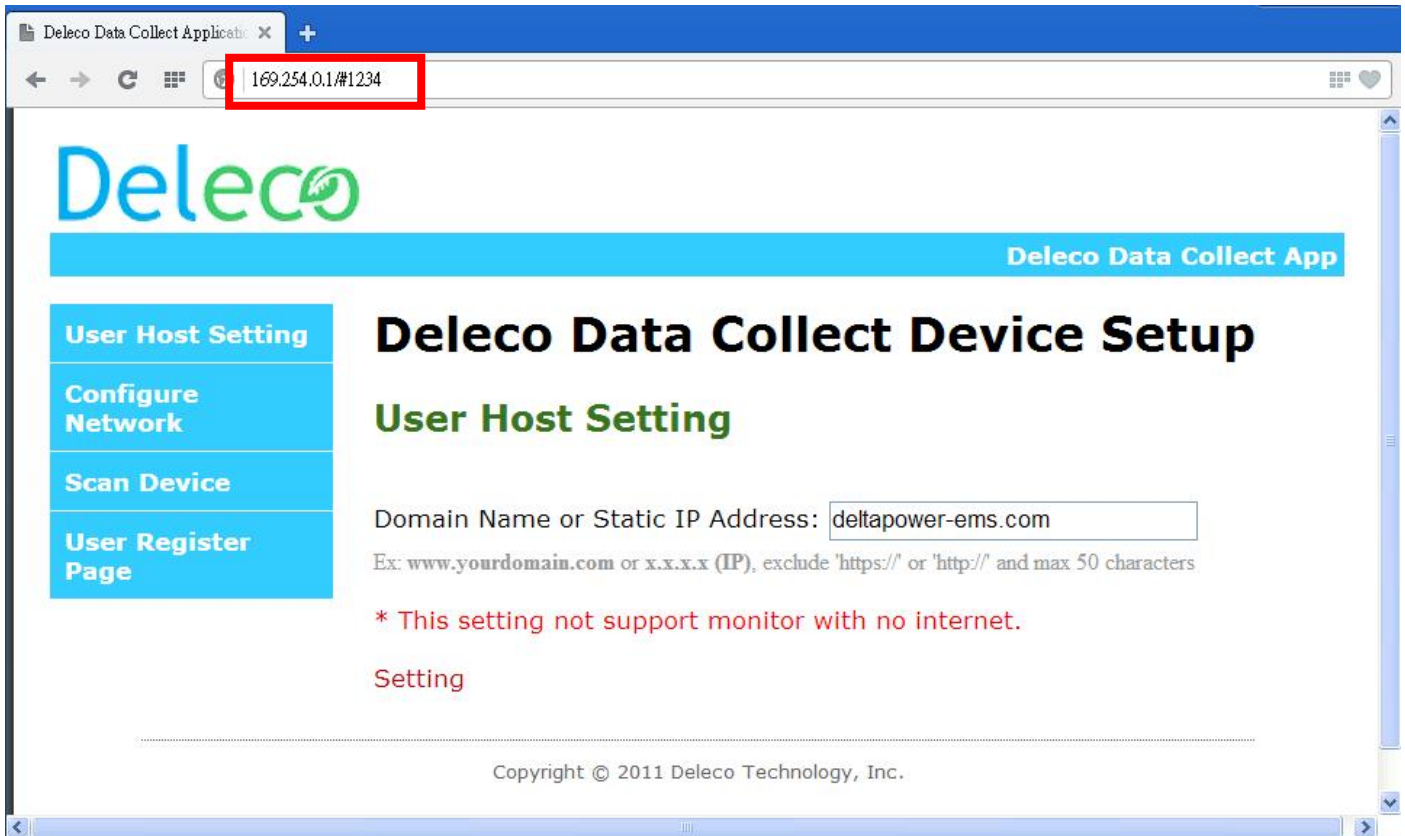 Deleco Data Collect Applicatio
169.254.0.1/#1234
Deleco
Deleco Data Collect App
User Host Setting
Configure
Network
Scan Device
User Register
Page
Deleco Data Collect Device Setup
User Host Setting
Domain Name or Static IP Address: deltapower-ems.com
Ex: www.yourdomain.com or x.x.x.x (IP), exclude 'https://' or 'http://' and max 50 characters
* This setting not support monitor with no internet.
Setting
Copyright © 2011 Deleco Technology, Inc.